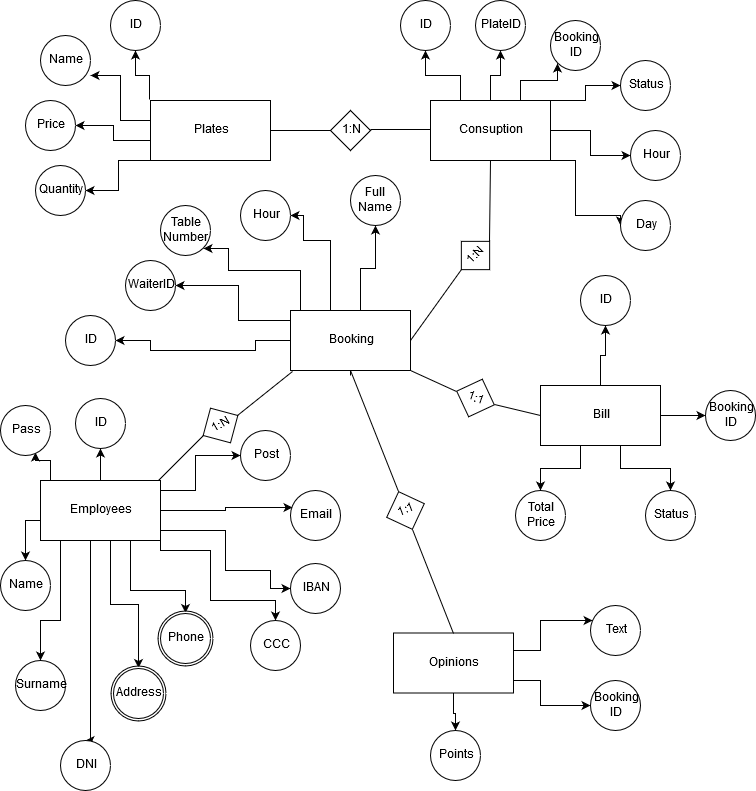 ID
ID
PlateID
Booking
ID
Name
Status
Price
Plates
1:N
Consuption
Hour
Quantity
Full
Name
Hour
Table
Number
Day
1:N
WaiterID
ID
ID
Booking
1:1
Bill
Booking
ID
Pass
ID
1:N
Post
Employees
Email
1:1
Total
Price
Status
Name
IBAN
Phone
CCC
Text
Surname
Address
Opinions
Booking
ID
DNI
Points